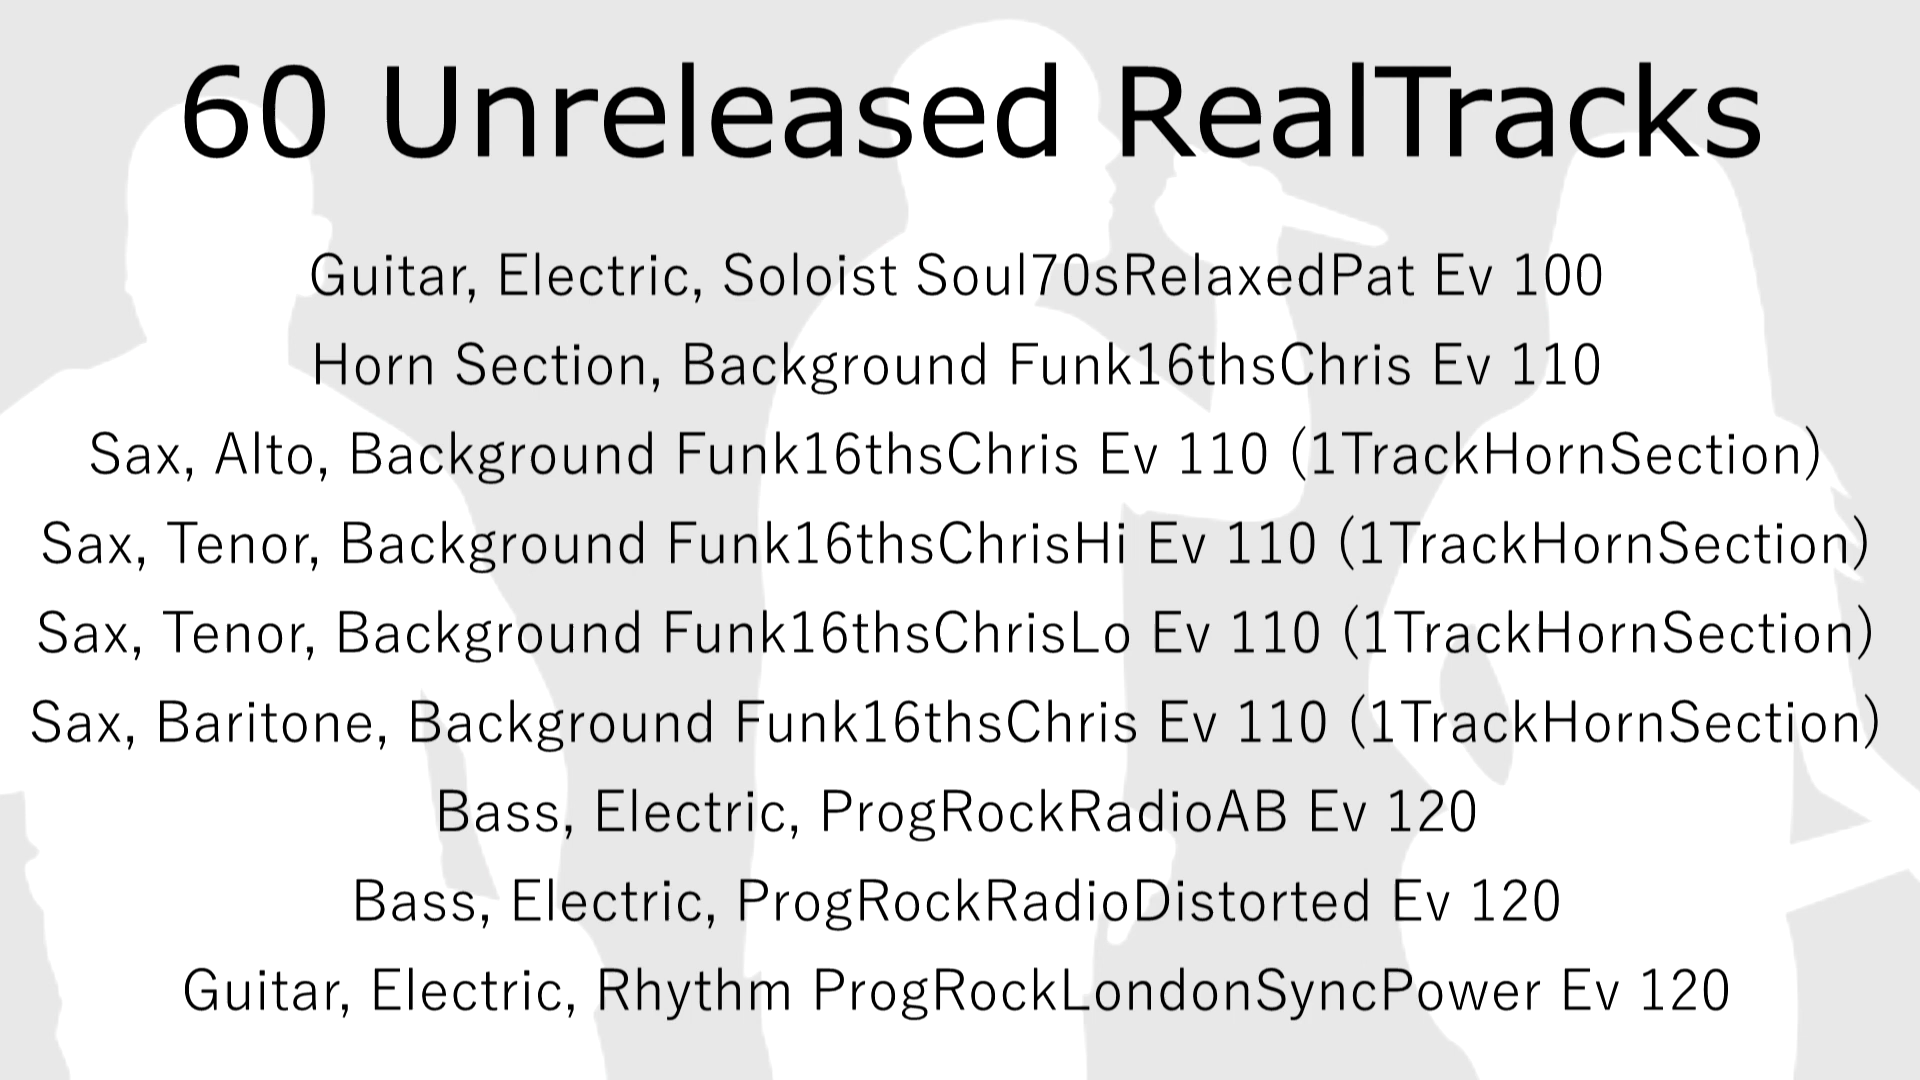 60 Unreleased RealTracks
Guitar, Electric, Soloist Soul70sRelaxedPat Ev 100
Horn Section, Background Funk16thsChris Ev 110
Sax, Alto, Background Funk16thsChris Ev 110 (1TrackHornSection)
Sax, Tenor, Background Funk16thsChrisHi Ev 110 (1TrackHornSection)
Sax, Tenor, Background Funk16thsChrisLo Ev 110 (1TrackHornSection)
Sax, Baritone, Background Funk16thsChris Ev 110 (1TrackHornSection)
Bass, Electric, ProgRockRadioAB Ev 120
Bass, Electric, ProgRockRadioDistorted Ev 120
Guitar, Electric, Rhythm ProgRockLondonSyncPower Ev 120